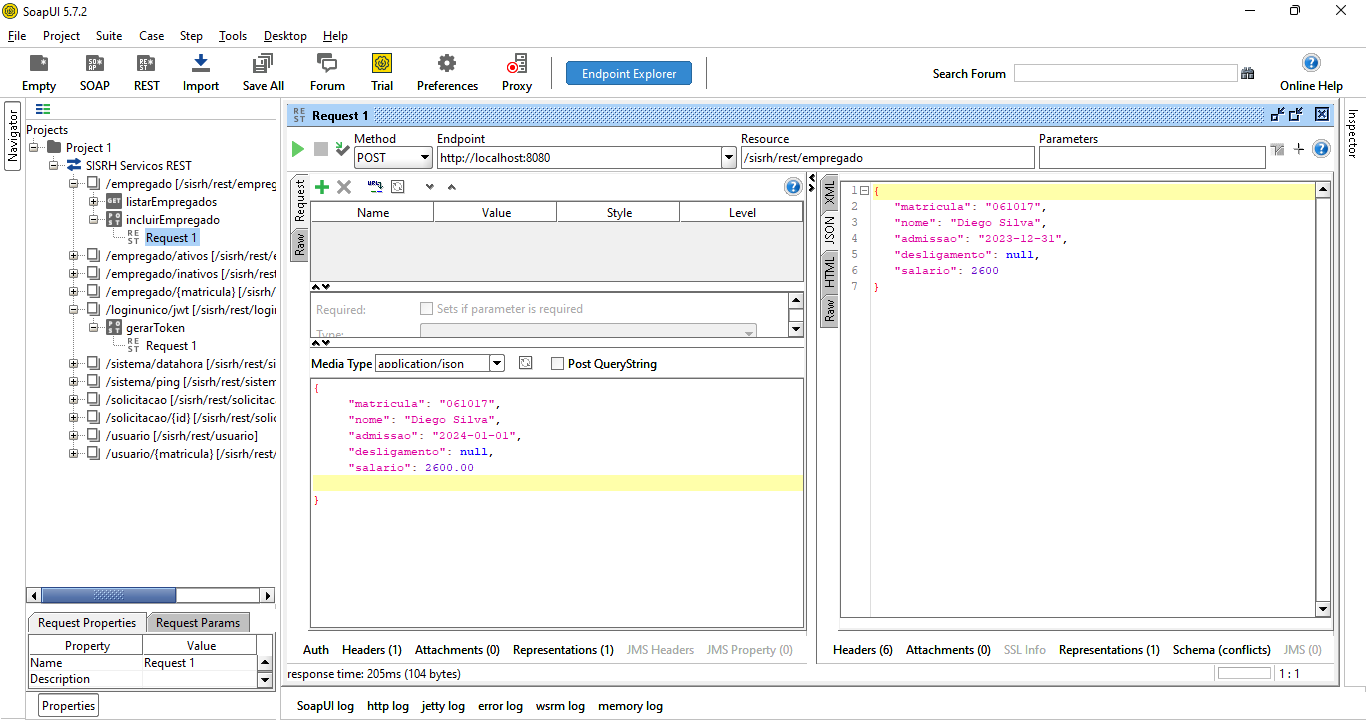 SoapUI 5.7.2
File Project Suite Case Step Tools Desktop Help
Empty SOAP REST Import Save All Forum Trial Preferences Proxy Endpoint Explorer Search Forum Online Help
Navigator
Projects
Project 1
SISRH Servicos REST
/empregado [/sisrh/rest/empreg
listarEmpregados
incluirEmpregado
Request 1
/empregado/ativos [/sisrh/rest/e
/empregado/inativos [/sisrh/rest
/empregado/{matricula} [/sisrh/
/loginunico/jwt [/sisrh/rest/logi
gerarToken
Request 1
/sistema/datahora [/sisrh/rest/si
/sistema/ping [/sisrh/rest/sistem
/solicitacao [/sisrh/rest/solicitac
/solicitacao/{id} [/sisrh/rest/solic
/usuario [/sisrh/rest/usuario]
/usuario/{matricula} [/sisrh/rest/
Request Properties Request Params
Property Value
Name Request 1
Description
Properties
Request 1
Method Endpoint Resource Parameters
POST http://localhost:8080 /sisrh/rest/empregado
Request
Raw
Name Value Style Level
Required: Sets if parameter is required
Type:
Media Type application/json Post QueryString
{
"matricula": "061017",
"nome": "Diego Silva",
"admissao": "2024-01-01",
"desligamento": null,
"salario": 2600.00
}
Auth Headers (1) Attachments (0) Representations (1) JMS Headers JMS Property (0)
response time: 205ms (104 bytes)
XML
JSON
HTML
Raw
1 {
2 "matricula": "061017",
3 "nome": "Diego Silva",
4 "admissao": "2023-12-31",
5 "desligamento": null,
6 "salario": 2600
7 }
Headers (6) Attachments (0) SSL Info Representations (1) Schema (conflicts) JMS (0)
1 : 1
Inspector
SoapUI log http log jetty log error log wsrm log memory log